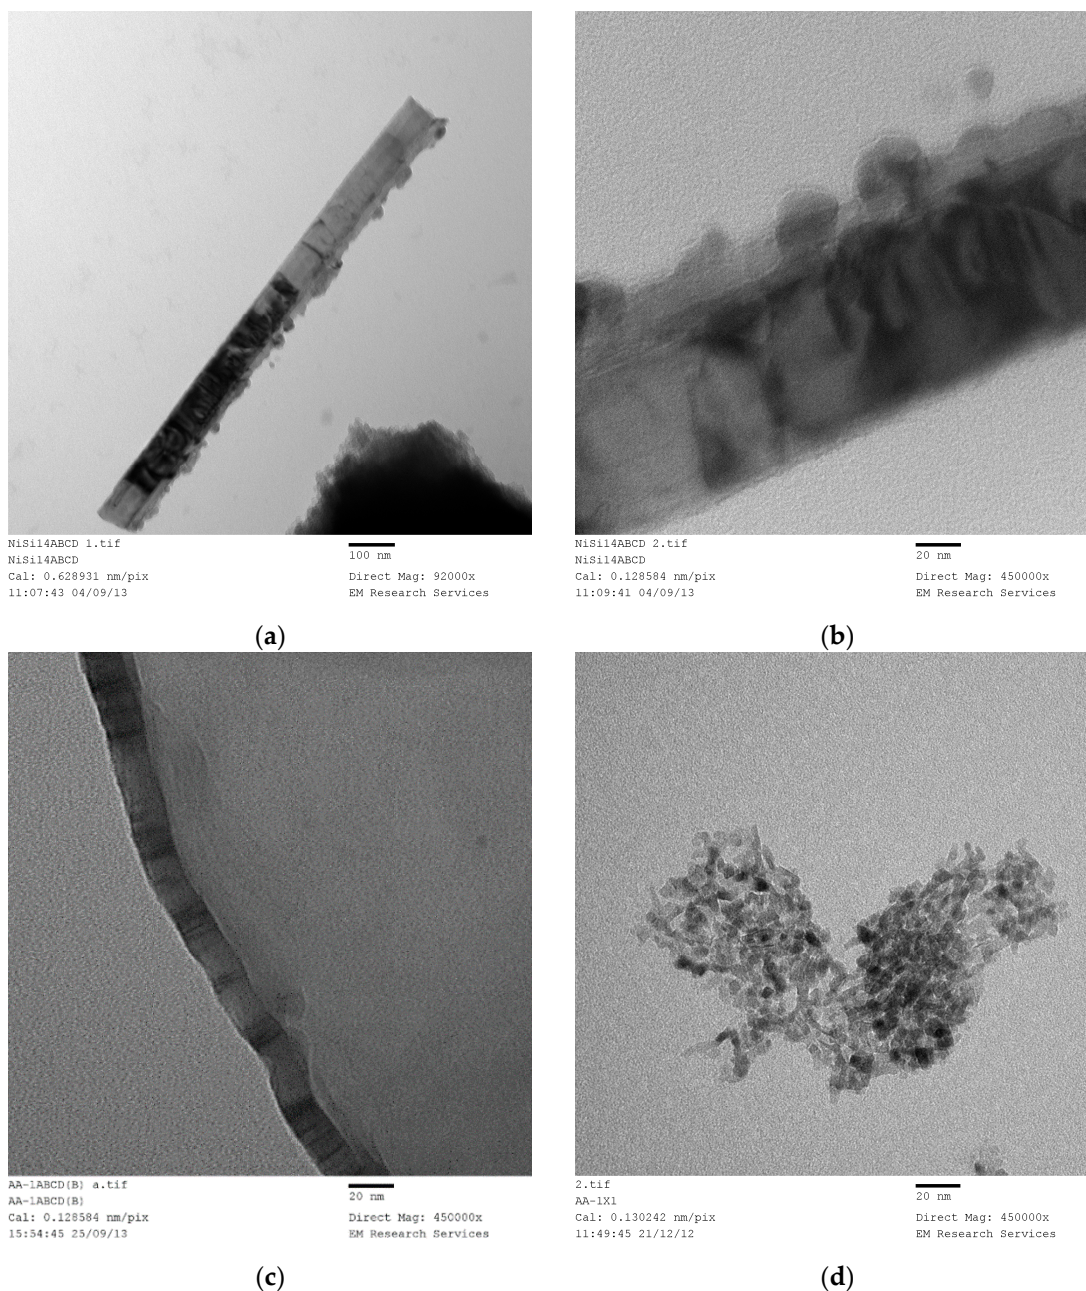 NiSi14ABCD 1.tif
NiSi14ABCD
Cal: 0.628931 nm/pix
11:07:43 04/09/13
100 nm
Direct Mag: 92000x
EM Research Services
(a)
NiSi14ABCD 2.tif
NiSi14ABCD
Cal: 0.128584 nm/pix
11:09:41 04/09/13
20 nm
Direct Mag: 450000x
EM Research Services
(b)
AA-1ABCD(B) a.tif
AA-1ABCD(B)
Cal: 0.128584 nm/pix
15:54:45 25/09/13
20 nm
Direct Mag: 450000x
EM Research Services
(c)
2.tif
AA-1X1
Cal: 0.130242 nm/pix
11:49:45 21/12/12
20 nm
Direct Mag: 450000x
EM Research Services
(d)